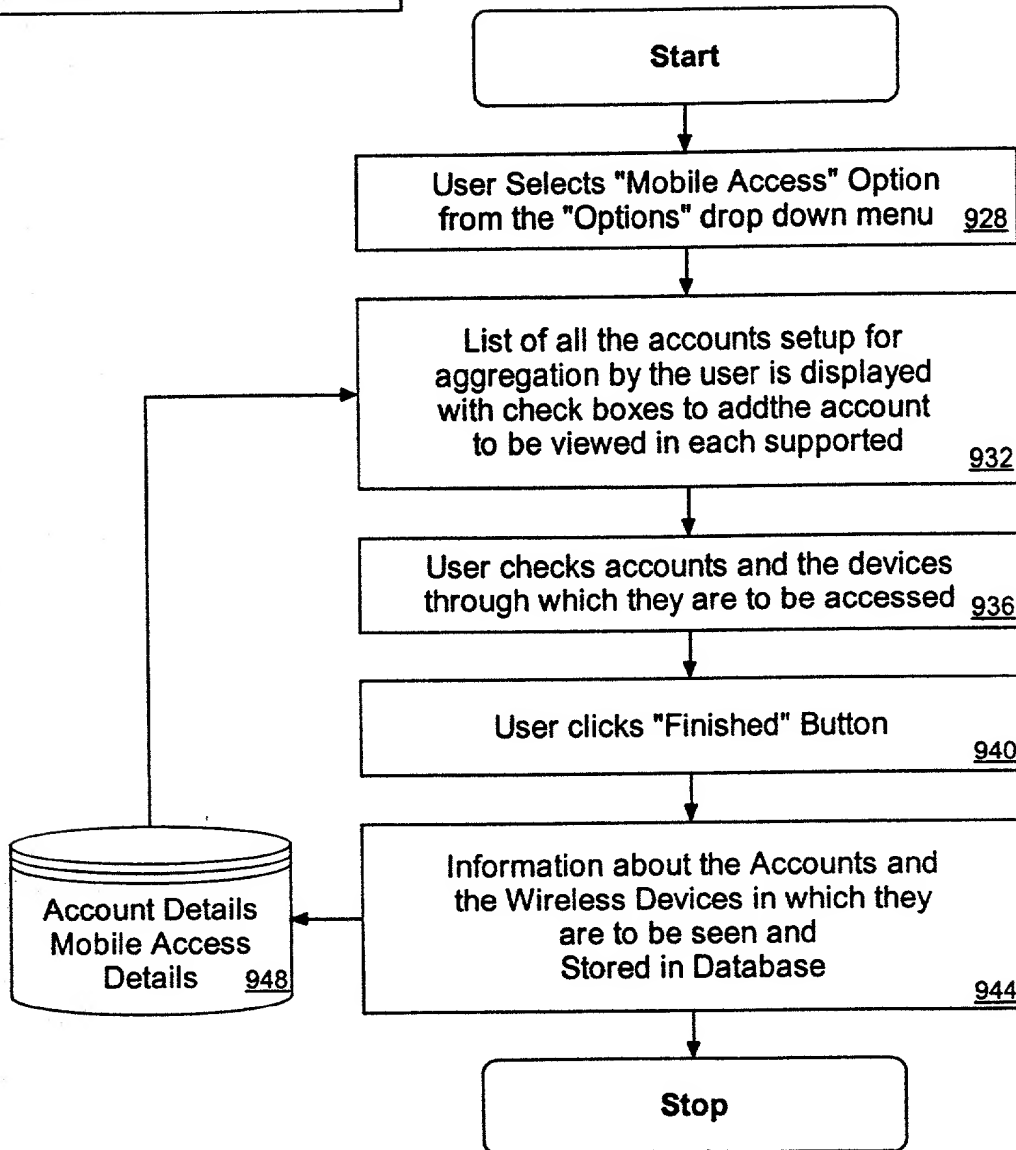 Start
User Selects "Mobile Access" Option
from the "Options" drop down menu 928
List of all the accounts setup for
aggregation by the user is displayed
with check boxes to addthe account
to be viewed in each supported
932
User checks accounts and the devices
through which they are to be accessed 936
User clicks "Finished" Button
940
Information about the Accounts and
the Wireless Devices in which they
are to be seen and
Stored in Database
944
Account Details
Mobile Access
Details 948
Stop